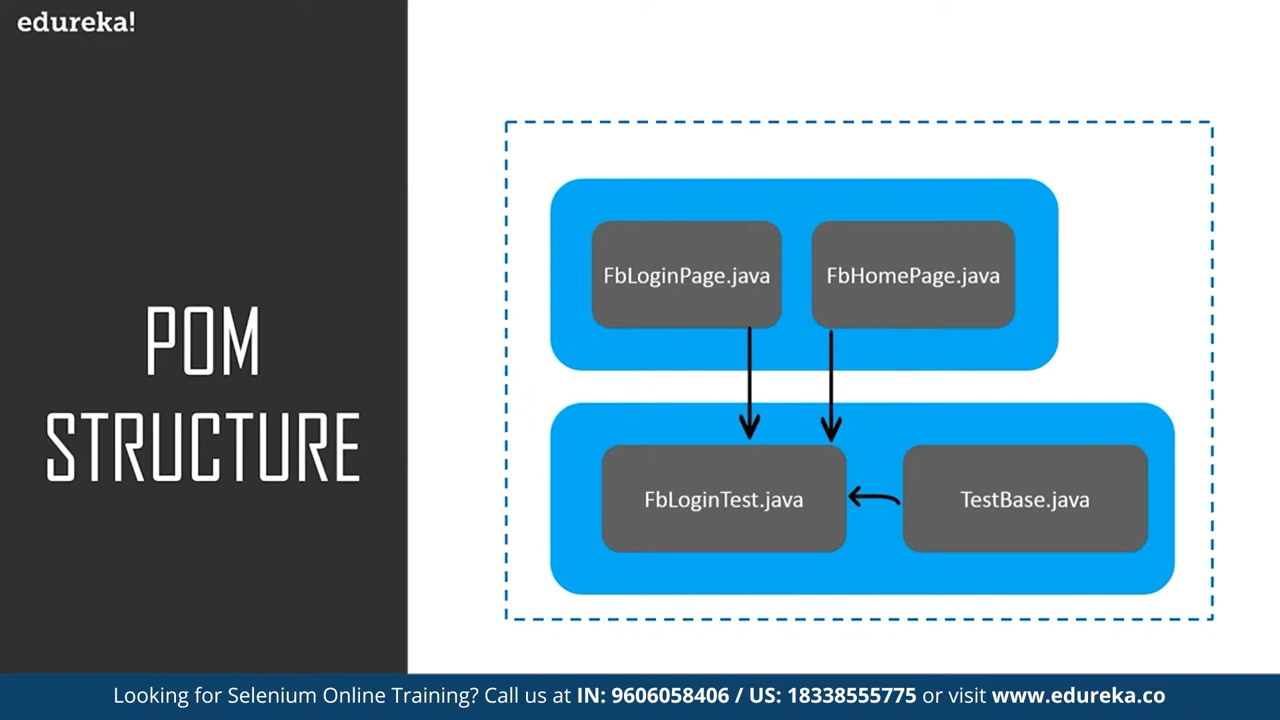 edureka!
POM
STRUCTURE
FbLoginPage.java
FbHomePage.java
FbLoginTest.java
TestBase.java
Looking for Selenium Online Training? Call us at IN: 9606058406 / US: 18338555775 or visit www.edureka.co